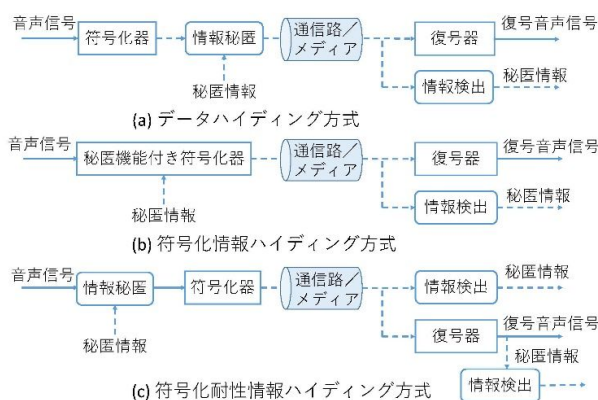 音声信号
符号化器
情報秘匿
通信路／
メディア
復号器
復号音声信号
秘匿情報
情報検出
秘匿情報
(a) データハイディング方式
音声信号
秘匿機能付き符号化器
通信路／
メディア
復号器
復号音声信号
秘匿情報
情報検出
秘匿情報
(b) 符号化情報ハイディング方式
音声信号
情報秘匿
符号化器
通信路／
メディア
情報検出
秘匿情報
復号器
復号音声信号
秘匿情報
秘匿情報
情報検出
(c) 符号化耐性情報ハイディング方式